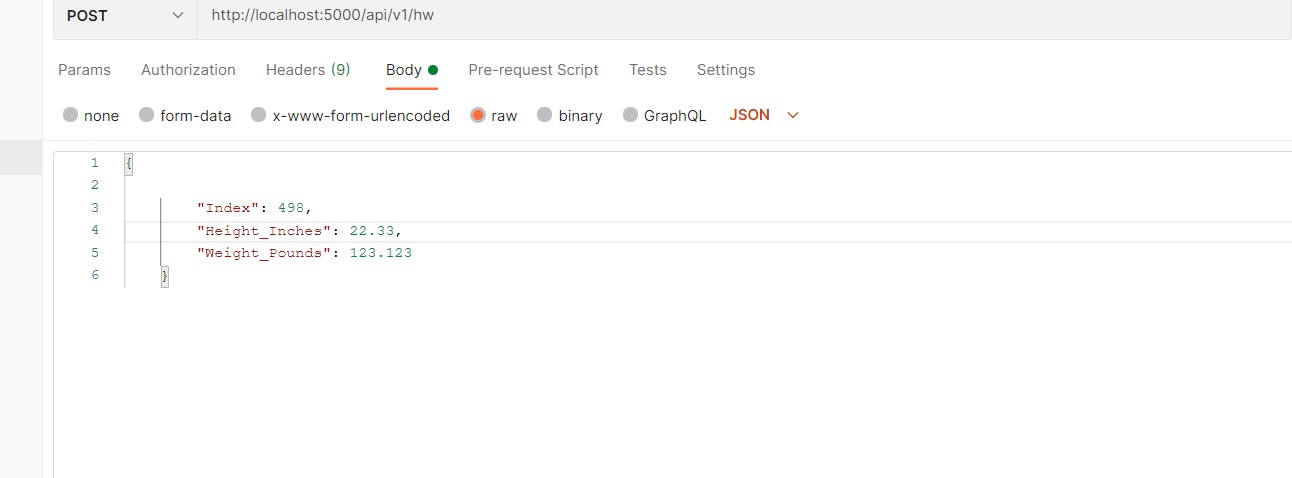 POST http://localhost:5000/api/v1/hw
Params Authorization Headers (9) Body Pre-request Script Tests Settings
none form-data x-www-form-urlencoded raw binary GraphQL JSON
1 {
2
3 "Index": 498,
4 "Height_Inches": 22.33,
5 "Weight_Pounds": 123.123
6 }